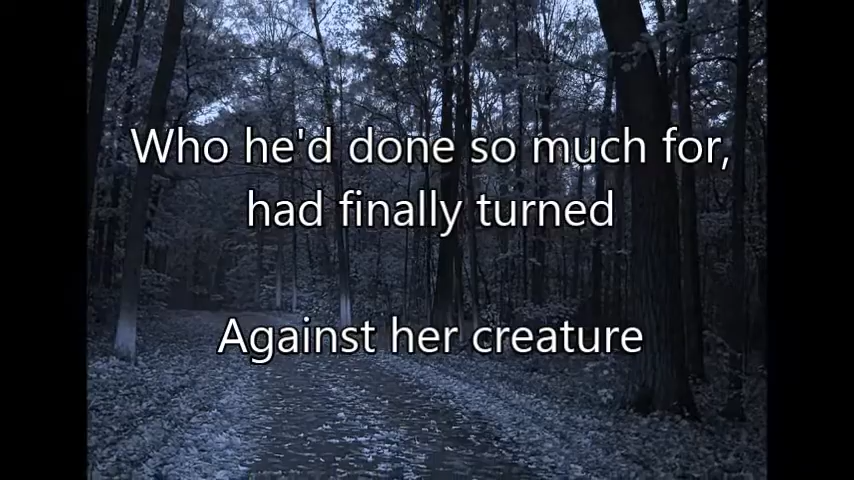 Who he'd done so much for,
had finally turned
Against her creature